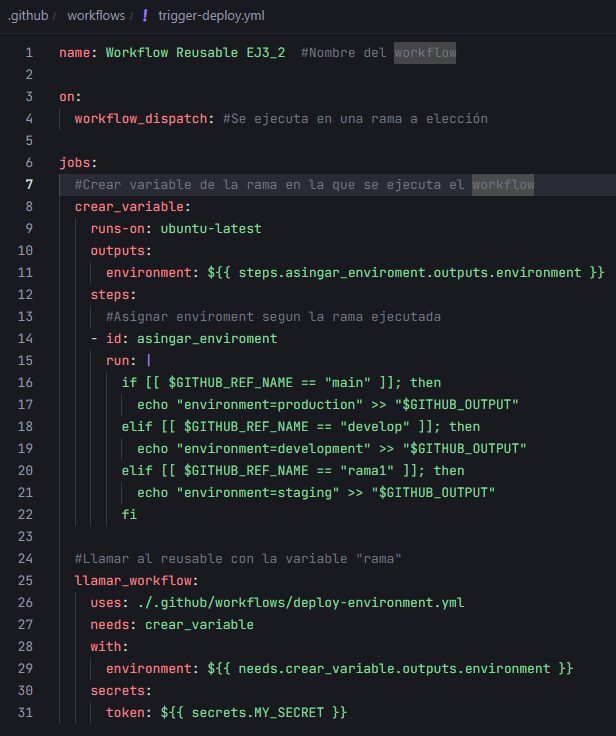 .github / workflows / ! trigger-deploy.yml
1 name: Workflow Reusable EJ3_2  #Nombre del workflow
2
3 on:
4   workflow_dispatch: #Se ejecuta en una rama a elección
5
6 jobs:
7   #Crear variable de la rama en la que se ejecuta el workflow
8   crear_variable:
9     runs-on: ubuntu-latest
10     outputs:
11       environment: ${{ steps.asingar_enviroment.outputs.environment }}
12     steps:
13       #Asignar enviroment segun la rama ejecutada
14     - id: asingar_enviroment
15       run: |
16         if [[ $GITHUB_REF_NAME == "main" ]]; then
17           echo "environment=production" >> "$GITHUB_OUTPUT"
18         elif [[ $GITHUB_REF_NAME == "develop" ]]; then
19           echo "environment=development" >> "$GITHUB_OUTPUT"
20         elif [[ $GITHUB_REF_NAME == "rama1" ]]; then
21           echo "environment=staging" >> "$GITHUB_OUTPUT"
22         fi
23
24   #Llamar al reusable con la variable "rama"
25   llamar_workflow:
26     uses: ./.github/workflows/deploy-environment.yml
27     needs: crear_variable
28     with:
29       environment: ${{ needs.crear_variable.outputs.environment }}
30     secrets:
31       token: ${{ secrets.MY_SECRET }}